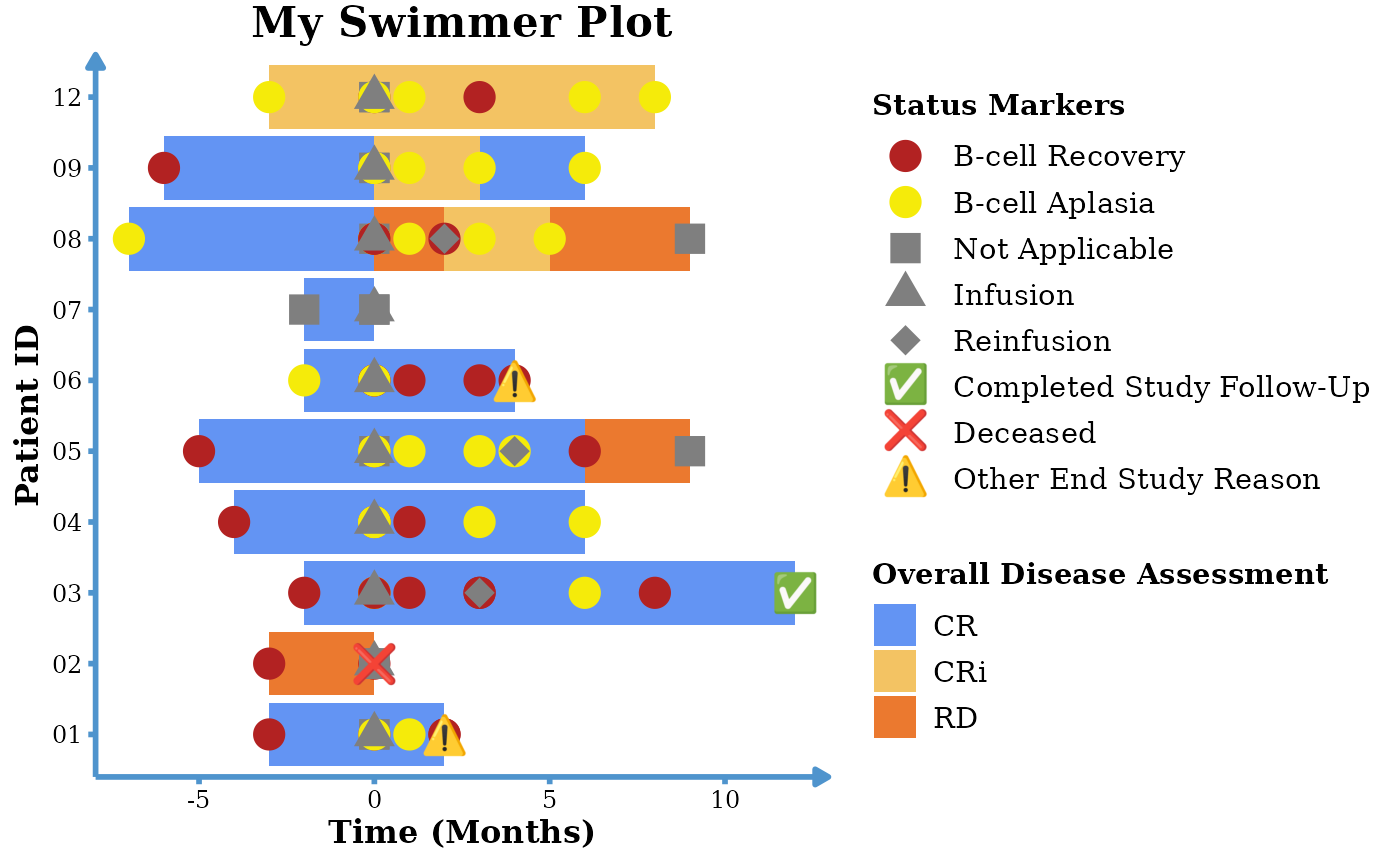 My Swimmer Plot
Patient ID
12
09
08
07
06
05
04
03
02
01
-5
0
5
10
Time (Months)
Status Markers
B-cell Recovery
B-cell Aplasia
Not Applicable
Infusion
Reinfusion
Completed Study Follow-Up
Deceased
Other End Study Reason
Overall Disease Assessment
CR
CRi
RD